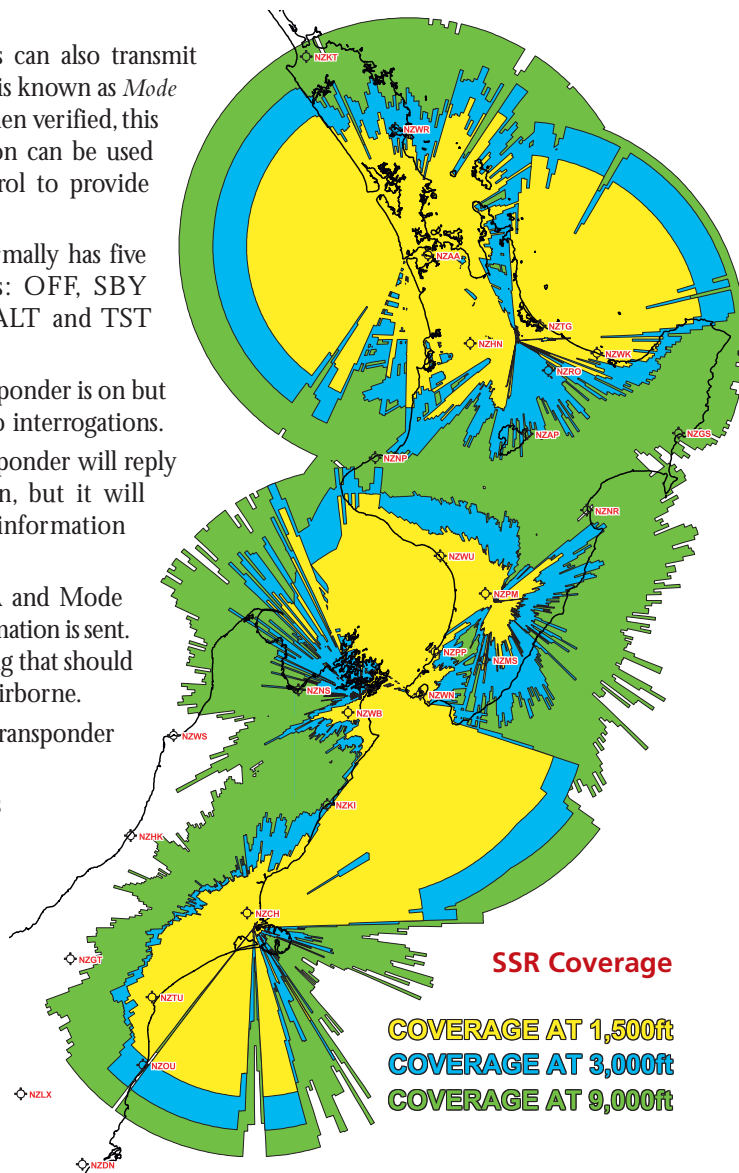 s can also transmit
is known as Mode
en verified, this
on can be used
rol to provide
rmally has five
s: OFF, SBY
ALT and TST
ponder is on but
o interrogations.
sponder will reply
n, but it will
information
A and Mode
mation is sent.
g that should
irborne.
transponder
s
NZKT
NZWR
NZAA
NZTG
NZHN
NZWK
NZRO
NZAP
NZGS
NZNP
NZNR
NZWU
NZPM
NZPP
NZMS
NZNS
NZWN
NZWB
NZWS
NZKI
NZHK
NZCH
NZGT
NZTU
NZOU
NZLX
NZDN
SSR Coverage
COVERAGE AT 1,500ft
COVERAGE AT 3,000ft
COVERAGE AT 9,000ft